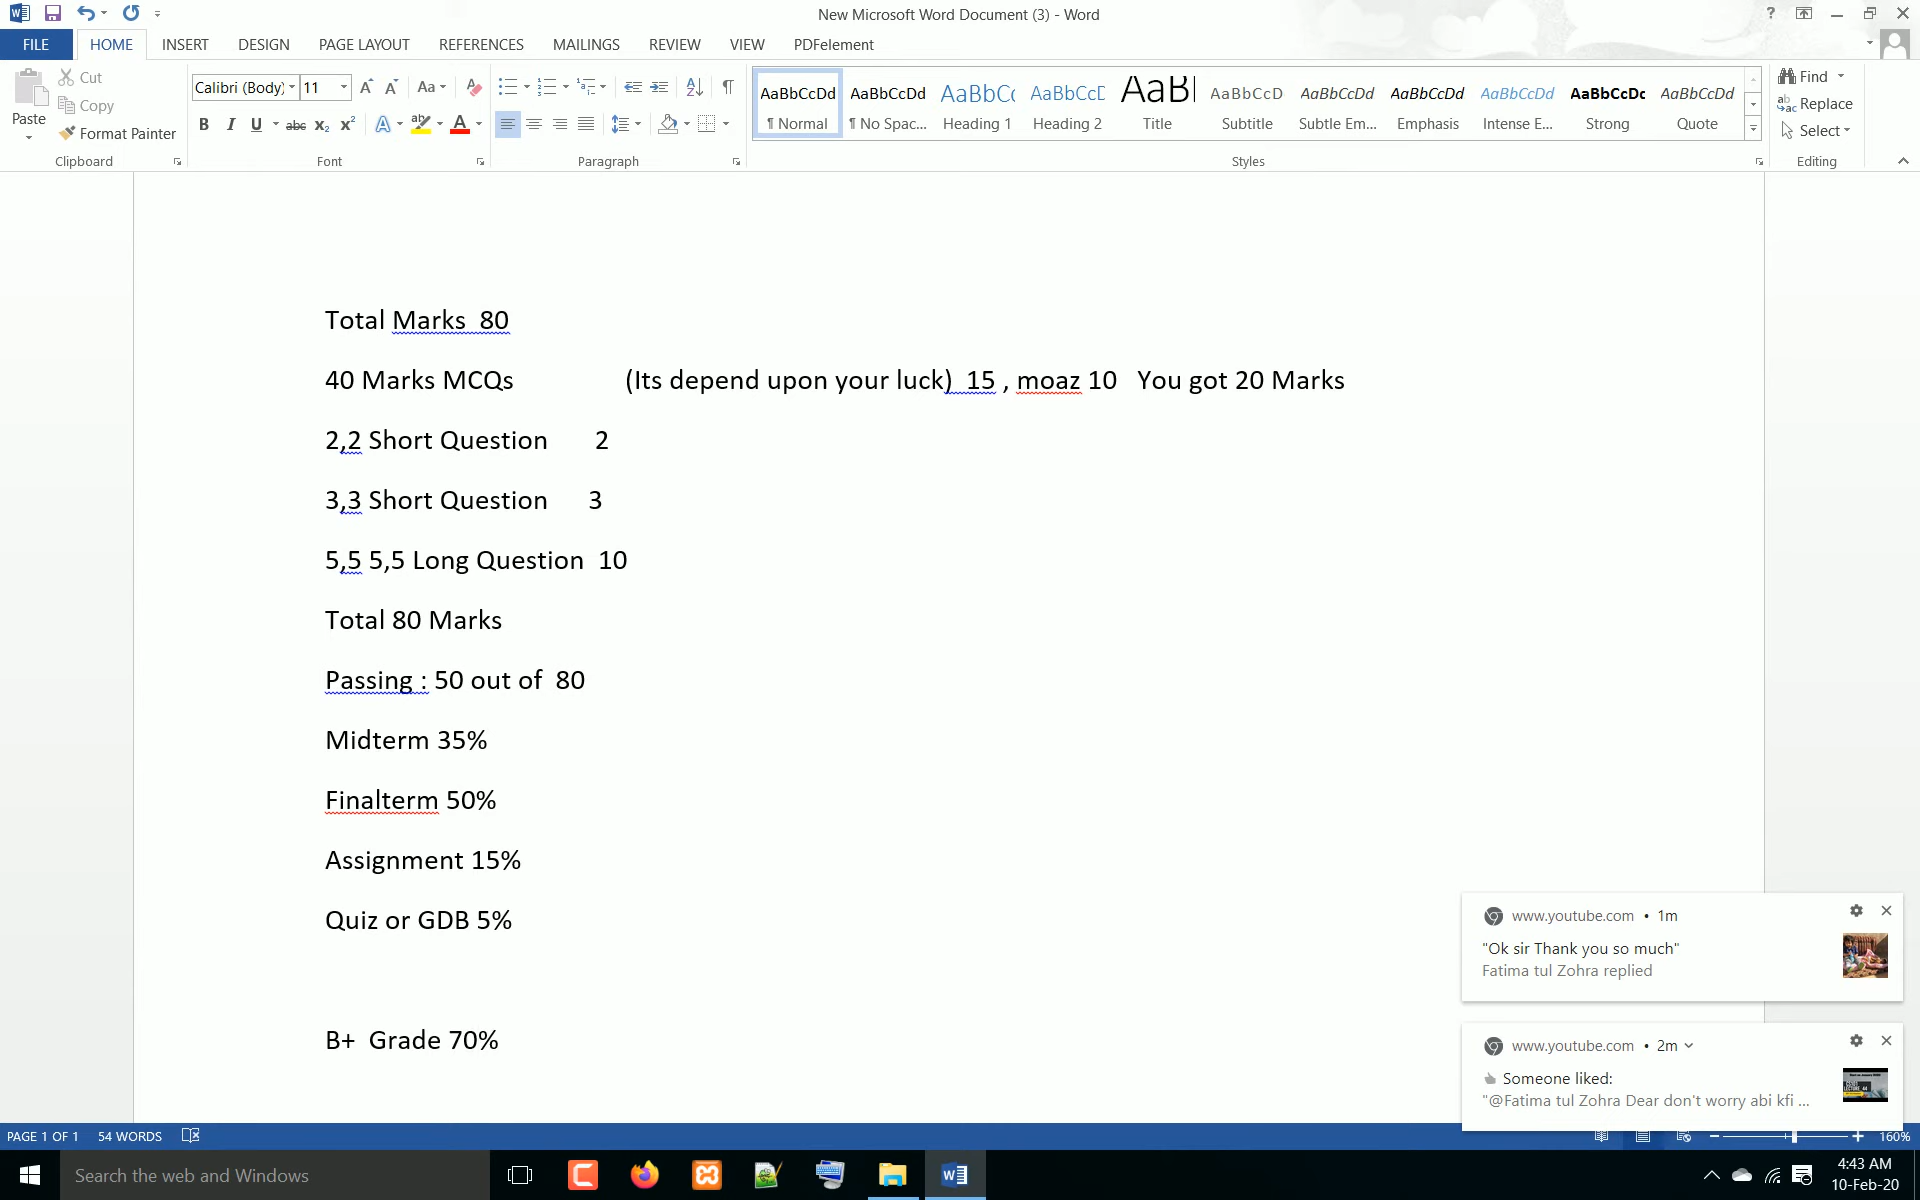 New Microsoft Word Document (3) - Word
?
FILE HOME INSERT DESIGN PAGE LAYOUT REFERENCES MAILINGS REVIEW VIEW PDFelement
Paste
Cut
Copy
Format Painter
Clipboard
Calibri (Body) 11
Font
Paragraph
AaBbCcDd AaBbCcDd AaBbCc AaBbCcD AaBl AaBbCcD AaBbCcDd AaBbCcDd AaBbCcDd AaBbCcDc AaBbCcDd
¶ Normal ¶ No Spac... Heading 1 Heading 2 Title Subtitle Subtle Em... Emphasis Intense E... Strong Quote
Styles
Find
Replace
Select
Editing
Total Marks  80
40 Marks MCQs (Its depend upon your luck)  15 , moaz 10   You got 20 Marks
2,2 Short Question 2
3,3 Short Question 3
5,5 5,5 Long Question  10
Total 80 Marks
Passing : 50 out of  80
Midterm 35%
Finalterm 50%
Assignment 15%
Quiz or GDB 5%
B+  Grade 70%
www.youtube.com • 1m
"Ok sir Thank you so much"
Fatima tul Zohra replied
www.youtube.com • 2m
Someone liked:
"@Fatima tul Zohra Dear don't worry abi kfi ...
PAGE 1 OF 1 54 WORDS
160%
Search the web and Windows
4:43 AM
10-Feb-20